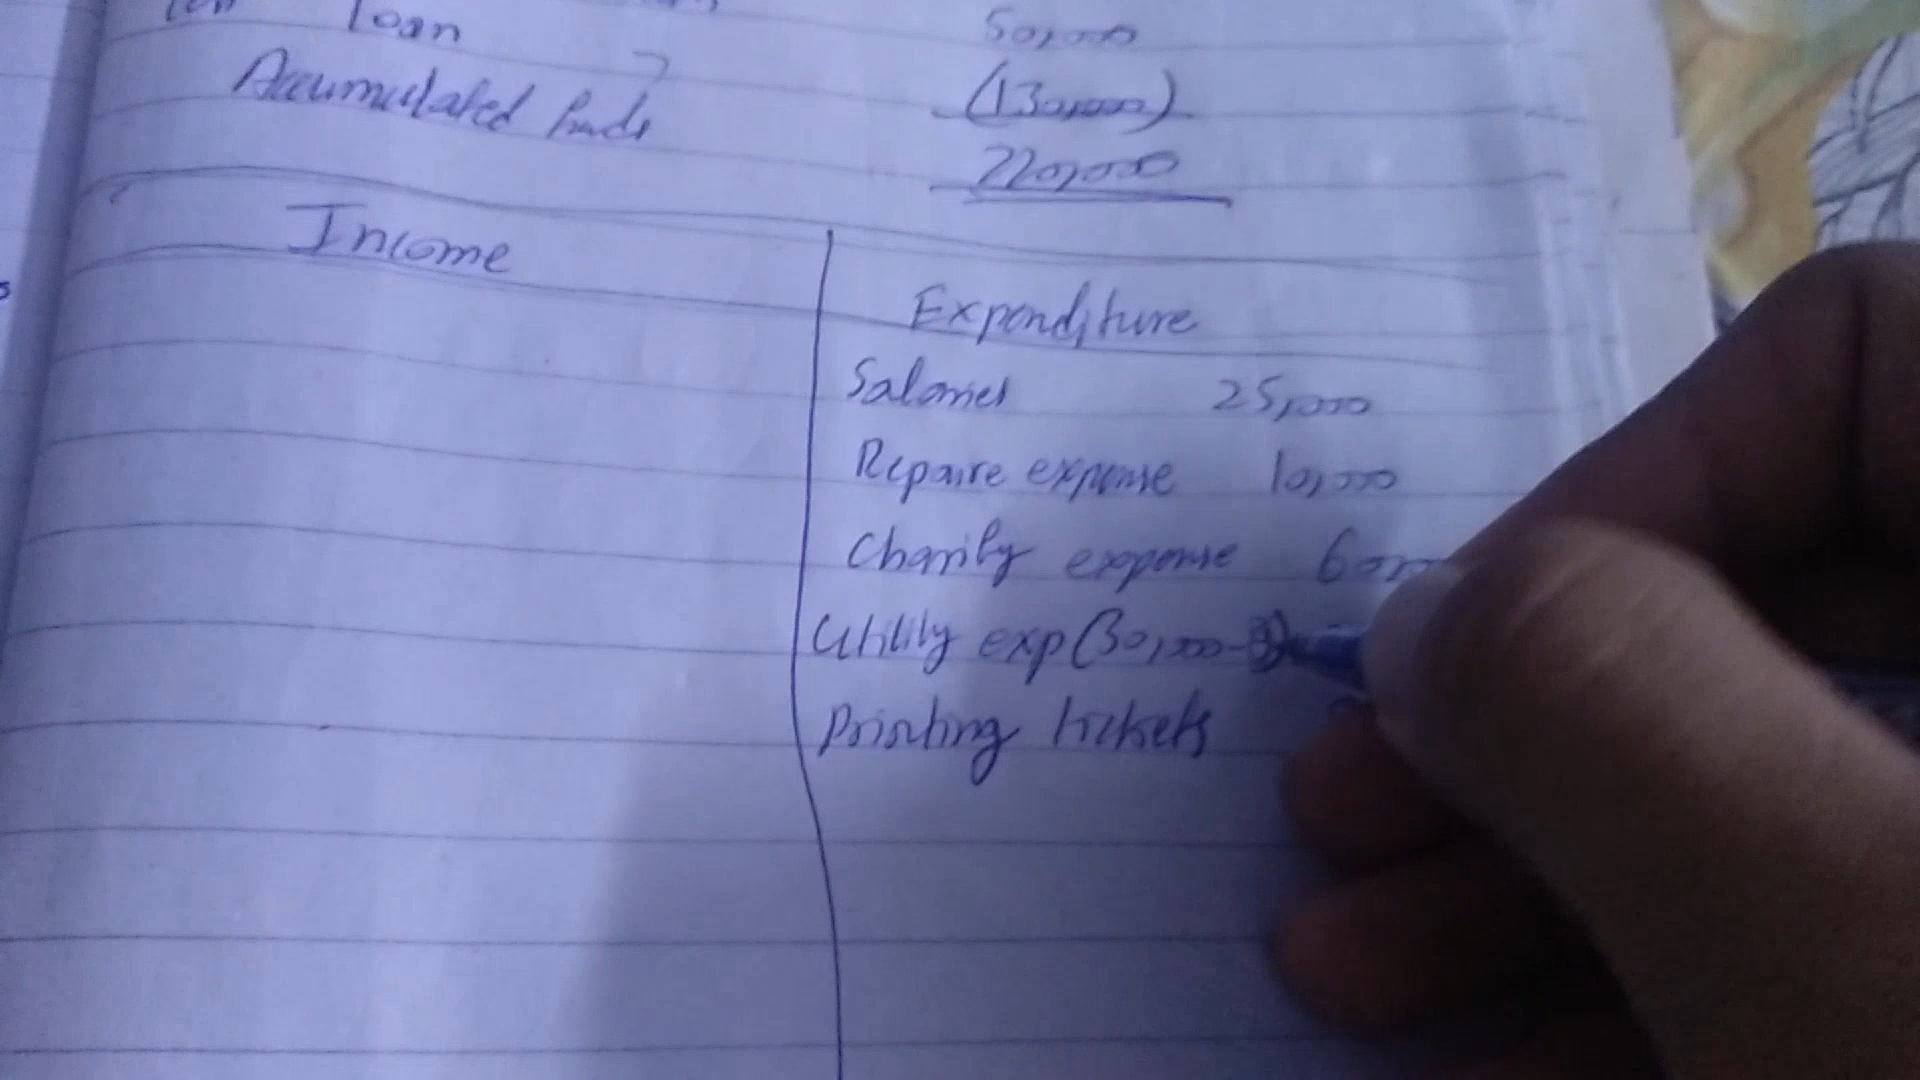 loan 50,000
Accumulated funds (130,000)
220,000
Income
Expenditure
Salaries 25,000
Repaire expense 10,000
Charity expense
Utility exp (30,000-
Printing tickets